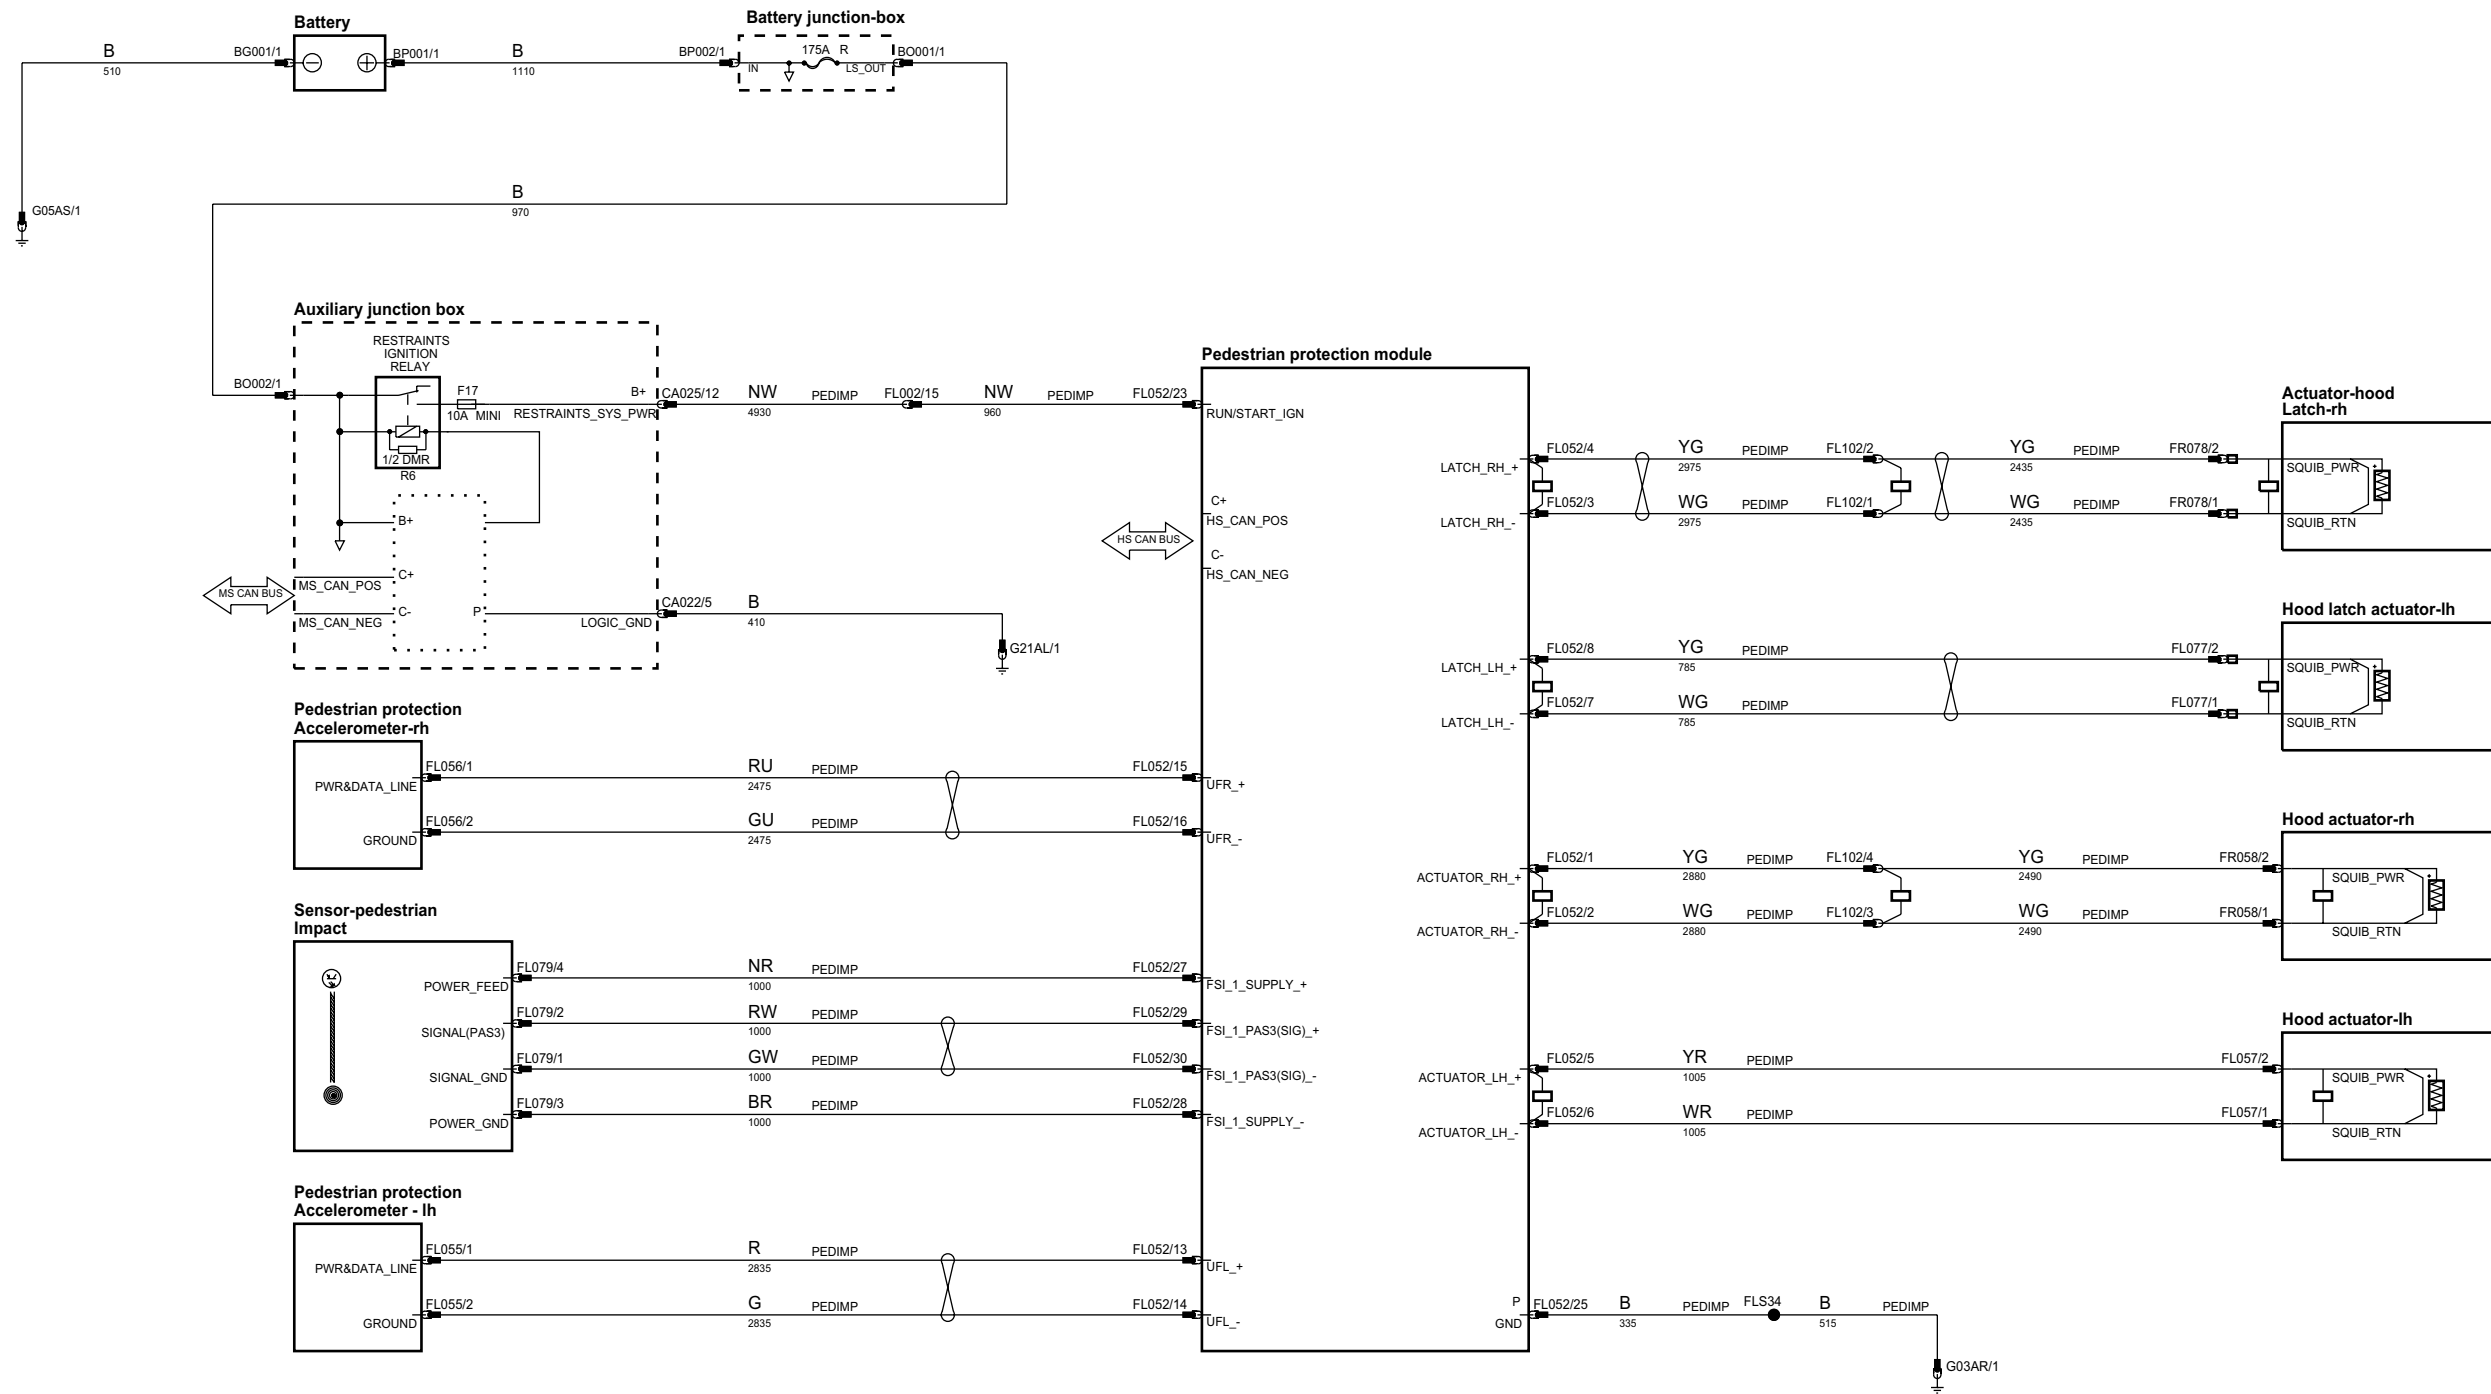 Battery
Battery junction-box
B
510
BG001/1
BP001/1
B
1110
BP002/1
IN
175A R
LS_OUT
BO001/1
G05AS/1
B
970
Auxiliary junction box
RESTRAINTS
IGNITION
RELAY
BO002/1
F17
10A MINI
B+
RESTRAINTS_SYS_PWR
1/2 DMR
R6
B+
C+
C-
P
MS CAN BUS
MS_CAN_POS
MS_CAN_NEG
LOGIC_GND
CA025/12
NW
4930
PEDIMP
FL002/15
NW
960
PEDIMP
FL052/23
CA022/5
B
410
G21AL/1
Pedestrian protection module
RUN/START_IGN
C+
HS_CAN_POS
HS CAN BUS
C-
HS_CAN_NEG
Pedestrian protection
Accelerometer-rh
PWR&DATA_LINE
GROUND
FL056/1
RU
2475
PEDIMP
FL052/15
UFR_+
FL056/2
GU
2475
PEDIMP
FL052/16
UFR_-
Sensor-pedestrian
Impact
POWER_FEED
SIGNAL(PAS3)
SIGNAL_GND
POWER_GND
FL079/4
NR
1000
PEDIMP
FL052/27
FSI_1_SUPPLY_+
FL079/2
RW
1000
PEDIMP
FL052/29
FSI_1_PAS3(SIG)_+
FL079/1
GW
1000
PEDIMP
FL052/30
FSI_1_PAS3(SIG)_-
FL079/3
BR
1000
PEDIMP
FL052/28
FSI_1_SUPPLY_-
Pedestrian protection
Accelerometer - lh
PWR&DATA_LINE
GROUND
FL055/1
R
2835
PEDIMP
FL052/13
UFL_+
FL055/2
G
2835
PEDIMP
FL052/14
UFL_-
Actuator-hood
Latch-rh
LATCH_RH_+
FL052/4
YG
2975
PEDIMP
FL102/2
YG
2435
PEDIMP
FR078/2
SQUIB_PWR
LATCH_RH_-
FL052/3
WG
2975
PEDIMP
FL102/1
WG
2435
PEDIMP
FR078/1
SQUIB_RTN
Hood latch actuator-lh
LATCH_LH_+
FL052/8
YG
785
PEDIMP
FL077/2
SQUIB_PWR
LATCH_LH_-
FL052/7
WG
785
PEDIMP
FL077/1
SQUIB_RTN
Hood actuator-rh
ACTUATOR_RH_+
FL052/1
YG
2880
PEDIMP
FL102/4
YG
2490
PEDIMP
FR058/2
SQUIB_PWR
ACTUATOR_RH_-
FL052/2
WG
2880
PEDIMP
FL102/3
WG
2490
PEDIMP
FR058/1
SQUIB_RTN
Hood actuator-lh
ACTUATOR_LH_+
FL052/5
YR
1005
PEDIMP
FL057/2
SQUIB_PWR
ACTUATOR_LH_-
FL052/6
WR
1005
PEDIMP
FL057/1
SQUIB_RTN
P
GND
FL052/25
B
335
PEDIMP
FLS34
B
515
PEDIMP
G03AR/1